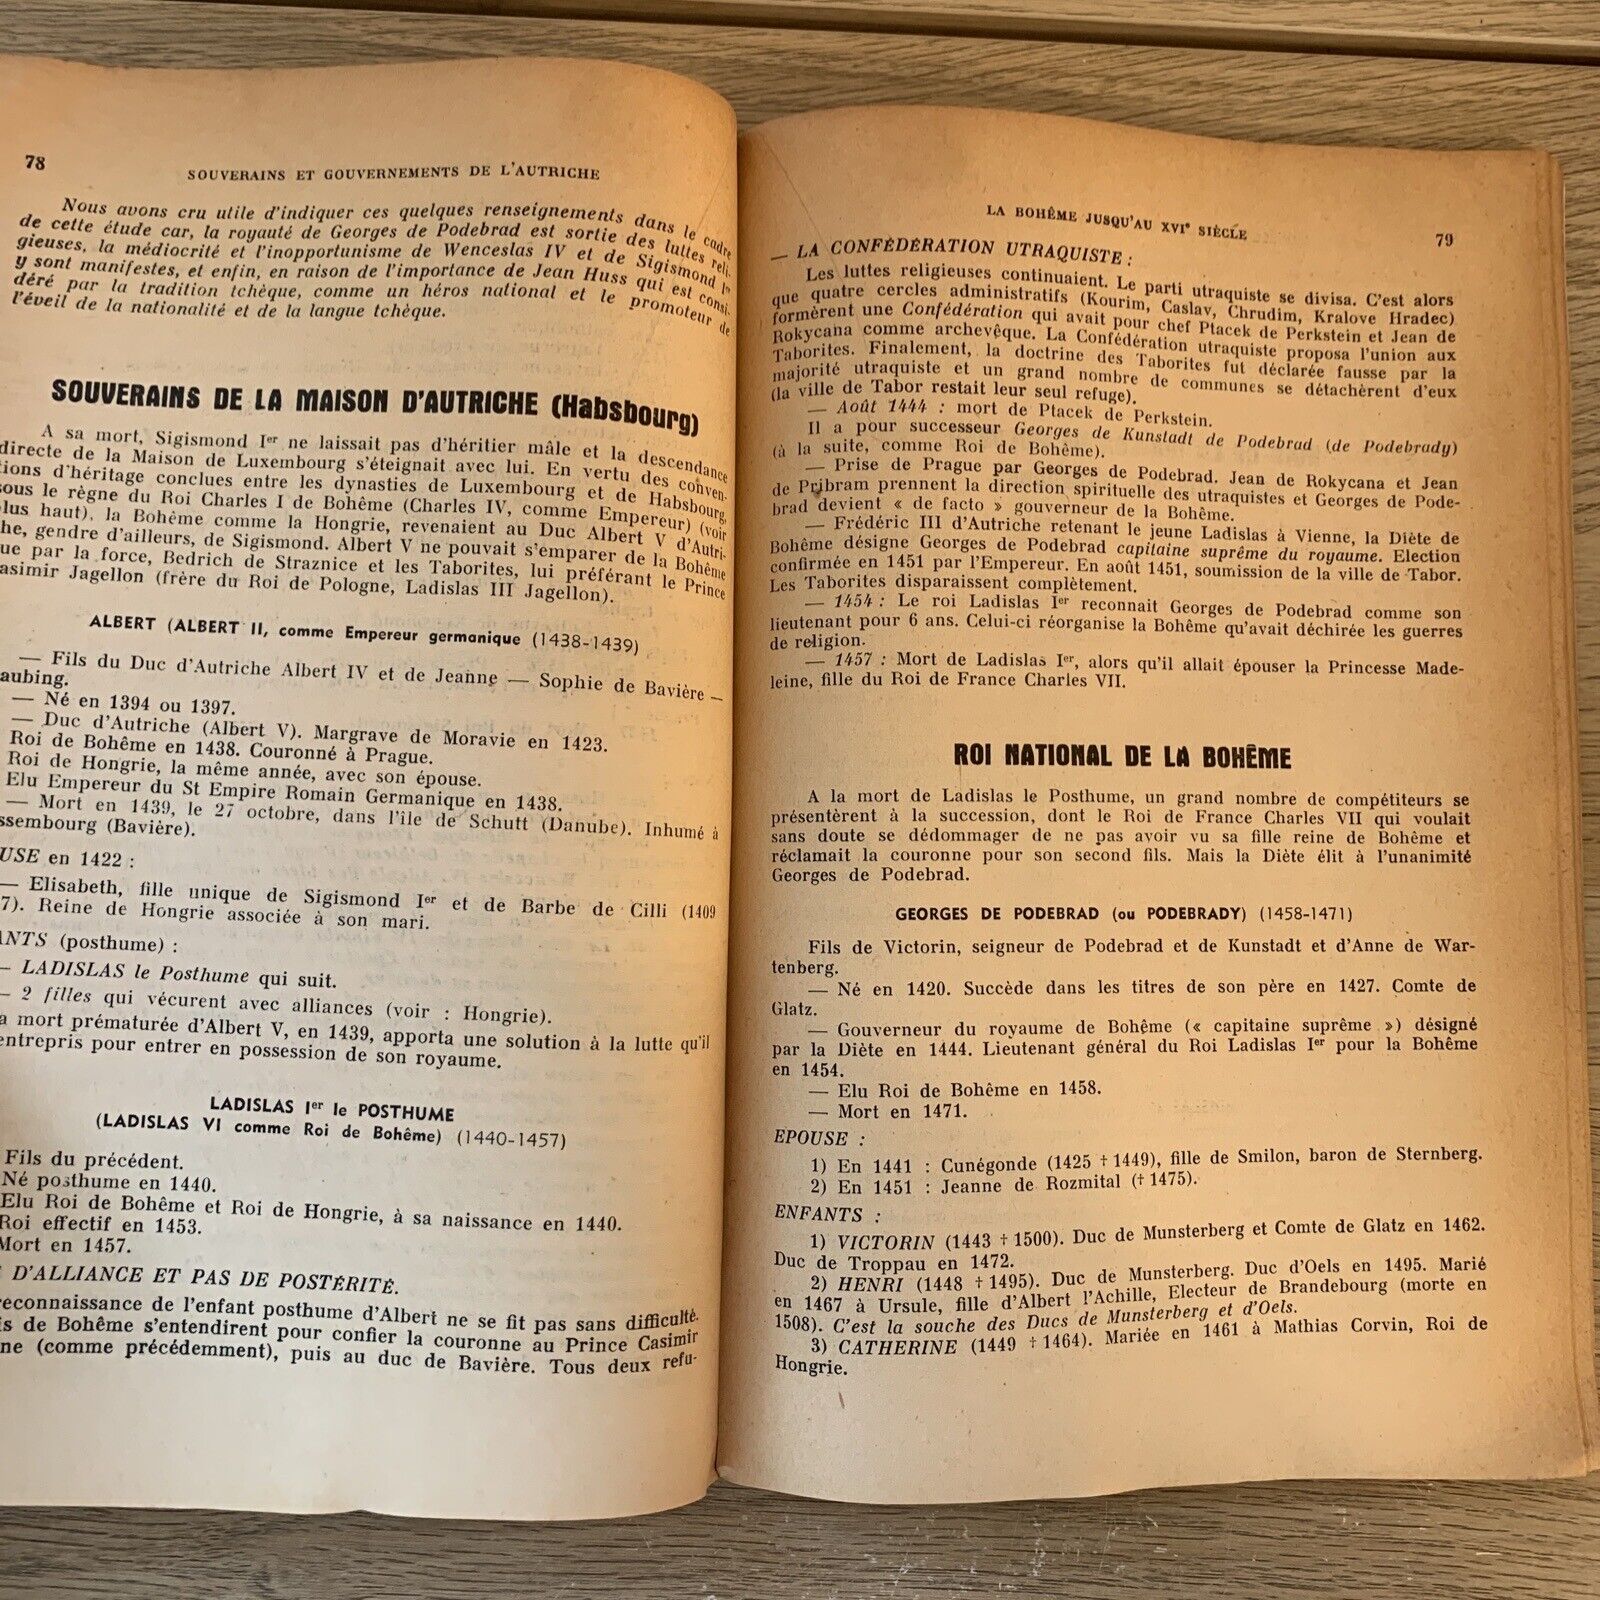 78
SOUVERAINS ET GOUVERNEMENTS DE L'AUTRICHE
Nous avons cru utile d'indiquer ces quelques renseignements dans le cadre
de cette étude car, la royauté de Georges de Podebrad est sortie des luttes reli-
gieuses, la médiocrité et l'inopportunisme de Wenceslas IV et de Sigismond Ier
y sont manifestes, et enfin, en raison de l'importance de Jean Huss qui est consi-
déré par la tradition tchèque, comme un héros national et le promoteur de
l'éveil de la nationalité et de la langue tchèque.
SOUVERAINS DE LA MAISON D'AUTRICHE (Habsbourg)
A sa mort, Sigismond Ier ne laissait pas d'héritier mâle et la descendance
directe de la Maison de Luxembourg s'éteignait avec lui. En vertu des conven-
tions d'héritage conclues entre les dynasties de Luxembourg et de Habsbourg,
sous le règne du Roi Charles I de Bohême (Charles IV, comme Empereur) (voir
plus haut), la Bohême comme la Hongrie, revenaient au Duc Albert V d'Autri-
che, gendre d'ailleurs, de Sigismond. Albert V ne pouvait s'emparer de la Bohême
que par la force, Bedrich de Straznice et les Taborites, lui préférant le Prince
asimir Jagellon (frère du Roi de Pologne, Ladislas III Jagellon).
ALBERT (ALBERT II, comme Empereur germanique (1438-1439)
— Fils du Duc d'Autriche Albert IV et de Jeanne — Sophie de Bavière —
aubing.
— Né en 1394 ou 1397.
— Duc d'Autriche (Albert V). Margrave de Moravie en 1423.
Roi de Bohême en 1438. Couronné à Prague.
Roi de Hongrie, la même année, avec son épouse.
Elu Empereur du St Empire Romain Germanique en 1438.
— Mort en 1439, le 27 octobre, dans l'île de Schutt (Danube). Inhumé à
ssembourg (Bavière).
OUSE en 1422 :
— Elisabeth, fille unique de Sigismond Ier et de Barbe de Cilli (1409
7). Reine de Hongrie associée à son mari.
ANTS (posthume) :
— LADISLAS le Posthume qui suit.
— 2 filles qui vécurent avec alliances (voir : Hongrie).
a mort prématurée d'Albert V, en 1439, apporta une solution à la lutte qu'il
entrepris pour entrer en possession de son royaume.
LADISLAS Ier le POSTHUME
(LADISLAS VI comme Roi de Bohême) (1440-1457)
Fils du précédent.
Né posthume en 1440.
Elu Roi de Bohême et Roi de Hongrie, à sa naissance en 1440.
Roi effectif en 1453.
Mort en 1457.
D'ALLIANCE ET PAS DE POSTÉRITÉ.
reconnaissance de l'enfant posthume d'Albert ne se fit pas sans difficulté.
is de Bohême s'entendirent pour confier la couronne au Prince Casimir
ne (comme précédemment), puis au duc de Bavière. Tous deux refu-
LA BOHÊME JUSQU'AU XVIe SIÈCLE
79
— LA CONFÉDÉRATION UTRAQUISTE :
Les luttes religieuses continuaient. Le parti utraquiste se divisa. C'est alors
que quatre cercles administratifs (Kourim, Caslav, Chrudim, Kralove Hradec)
formèrent une Confédération qui avait pour chef Ptacek de Perkstein et Jean de
Rokycana comme archevêque. La Confédération utraquiste proposa l'union aux
Taborites. Finalement, la doctrine des Taborites fut déclarée fausse par la
majorité utraquiste et un grand nombre de communes se détachèrent d'eux
(la ville de Tabor restait leur seul refuge).
— Août 1444 : mort de Ptacek de Perkstein.
Il a pour successeur Georges de Kunstadt de Podebrad (de Podebrady)
(à la suite, comme Roi de Bohême).
— Prise de Prague par Georges de Podebrad. Jean de Rokycana et Jean
de Pribram prennent la direction spirituelle des utraquistes et Georges de Pode-
brad devient « de facto » gouverneur de la Bohême.
— Frédéric III d'Autriche retenant le jeune Ladislas à Vienne, la Diète de
Bohême désigne Georges de Podebrad capitaine suprême du royaume. Election
confirmée en 1451 par l'Empereur. En août 1451, soumission de la ville de Tabor.
Les Taborites disparaissent complètement.
— 1454 : Le roi Ladislas Ier reconnait Georges de Podebrad comme son
lieutenant pour 6 ans. Celui-ci réorganise la Bohême qu'avait déchirée les guerres
de religion.
— 1457 : Mort de Ladislas Ier, alors qu'il allait épouser la Princesse Made-
leine, fille du Roi de France Charles VII.
ROI NATIONAL DE LA BOHÊME
A la mort de Ladislas le Posthume, un grand nombre de compétiteurs se
présentèrent à la succession, dont le Roi de France Charles VII qui voulait
sans doute se dédommager de ne pas avoir vu sa fille reine de Bohême et
réclamait la couronne pour son second fils. Mais la Diète élit à l'unanimité
Georges de Podebrad.
GEORGES DE PODEBRAD (ou PODEBRADY) (1458-1471)
Fils de Victorin, seigneur de Podebrad et de Kunstadt et d'Anne de War-
tenberg.
— Né en 1420. Succède dans les titres de son père en 1427. Comte de
Glatz.
— Gouverneur du royaume de Bohême (« capitaine suprême ») désigné
par la Diète en 1444. Lieutenant général du Roi Ladislas Ier pour la Bohême
en 1454.
— Elu Roi de Bohême en 1458.
— Mort en 1471.
EPOUSE :
1) En 1441 : Cunégonde (1425 † 1449), fille de Smilon, baron de Sternberg.
2) En 1451 : Jeanne de Rozmital († 1475).
ENFANTS :
1) VICTORIN (1443 † 1500). Duc de Munsterberg et Comte de Glatz en 1462.
Duc de Troppau en 1472.
2) HENRI (1448 † 1495). Duc de Munsterberg. Duc d'Oels en 1495. Marié
en 1467 à Ursule, fille d'Albert l'Achille, Electeur de Brandebourg (morte en
1508). C'est la souche des Ducs de Munsterberg et d'Oels.
3) CATHERINE (1449 † 1464). Mariée en 1461 à Mathias Corvin, Roi de
Hongrie.